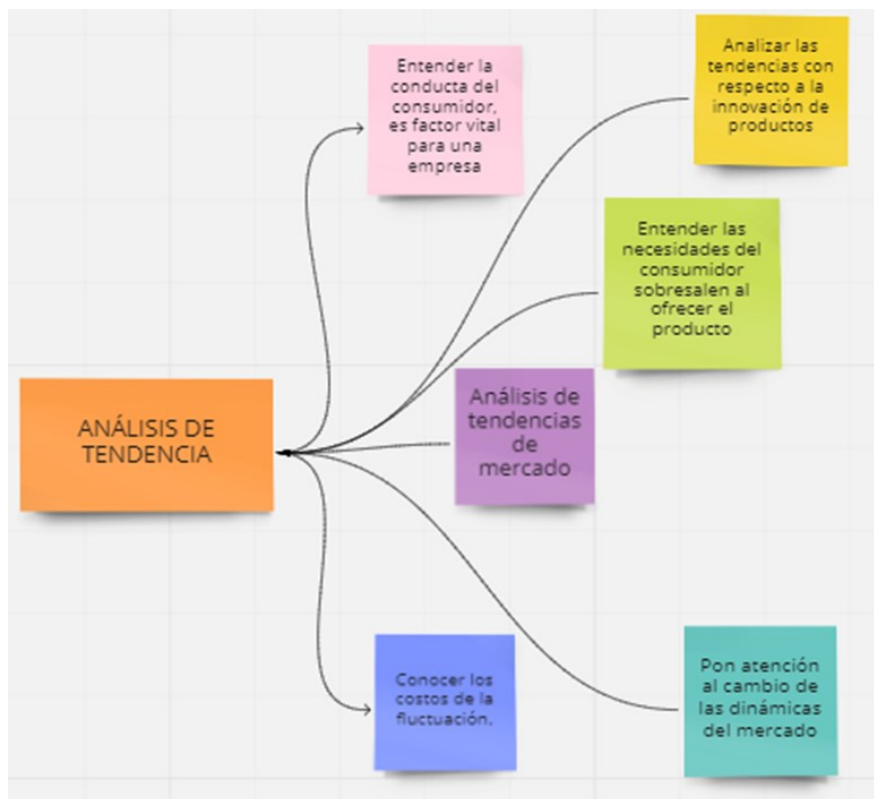 Entender la
conducta del
consumidor,
es factor vital
para una
empresa
Analizar las
tendencias con
respecto a la
innovación de
productos
Entender las
necesidades del
consumidor
sobresalen al
ofrecer el
producto
ANÁLISIS DE
TENDENCIA
Análisis de
tendencias
de
mercado
Conocer los
costos de la
fluctuación.
Pon atención
al cambio de
las dinámicas
del mercado